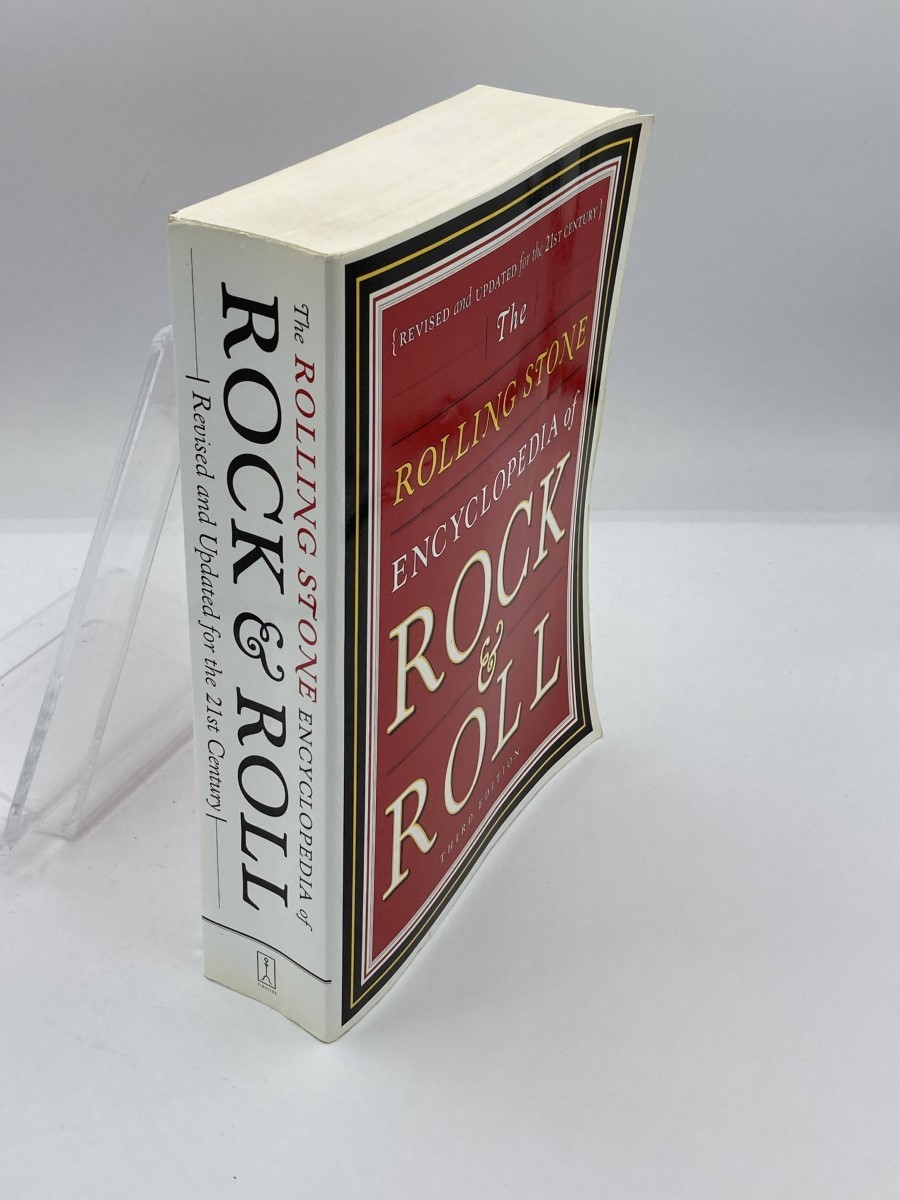 The ROLLING STONE ENCYCLOPEDIA of
ROCK & ROLL
Revised and Updated for the 21st Century
FIRESIDE
{REVISED and UPDATED for the 21ST CENTURY}
The
ROLLING STONE
ENCYCLOPEDIA of
ROCK
&
ROLL
THIRD EDITION